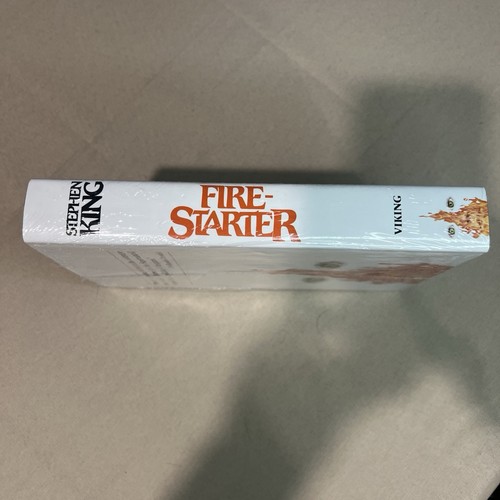 STEPHEN
KING
FIRE-
STARTER
VIKING